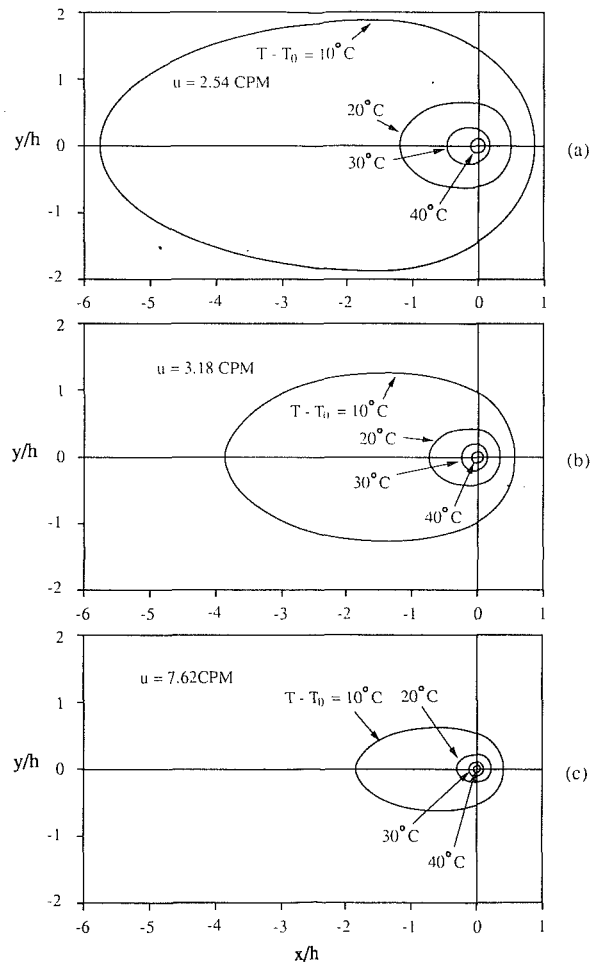 2
T - T₀ = 10°C
1
u = 2.54 CPM
20°C
y/h
0
(a)
30°C
-1
40°C
-2
-6 -5 -4 -3 -2 -1 0 1
2
u = 3.18 CPM
1
T - T₀ = 10°C
20°C
y/h
0
(b)
30°C
-1
40°C
-2
-6 -5 -4 -3 -2 -1 0 1
2
u = 7.62CPM
T - T₀ = 10°C 20°C
1
y/h
0
(c)
30°C
-1
40°C
-2
-6 -5 -4 -3 -2 -1 0 1
x/h